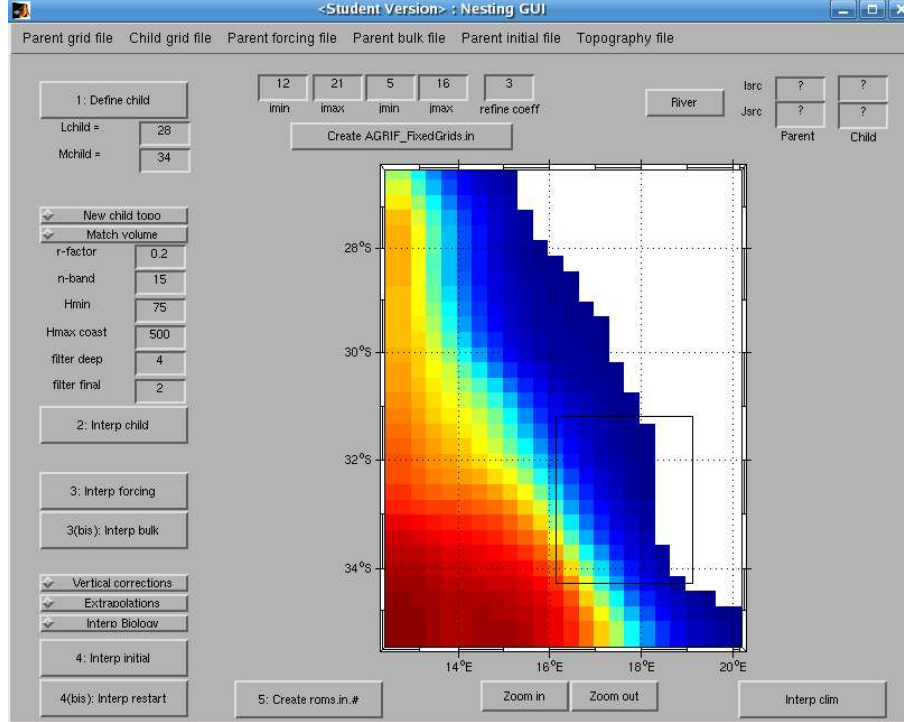 <Student Version> : Nesting GUI
Parent grid file Child grid file Parent forcing file Parent bulk file Parent initial file Topography file
1: Define child
Lchild = 28
Mchild = 34
12 21 5 16 3
imin imax jmin jmax refine coeff
Create AGRIF_FixedGrids.in
River
Isrc ? ?
Jsrc ? ?
Parent Child
New child topo
Match volume
r-factor 0.2
n-band 15
Hmin 75
Hmax coast 500
filter deep 4
filter final 2
2: Interp child
3: Interp forcing
3(bis): Interp bulk
Vertical corrections
Extrapolations
Interp Biology
4: Interp initial
4(bis): Interp restart
28°S
30°S
32°S
34°S
14°E 16°E 18°E 20°E
5: Create roms.in.#
Zoom in
Zoom out
Interp clim